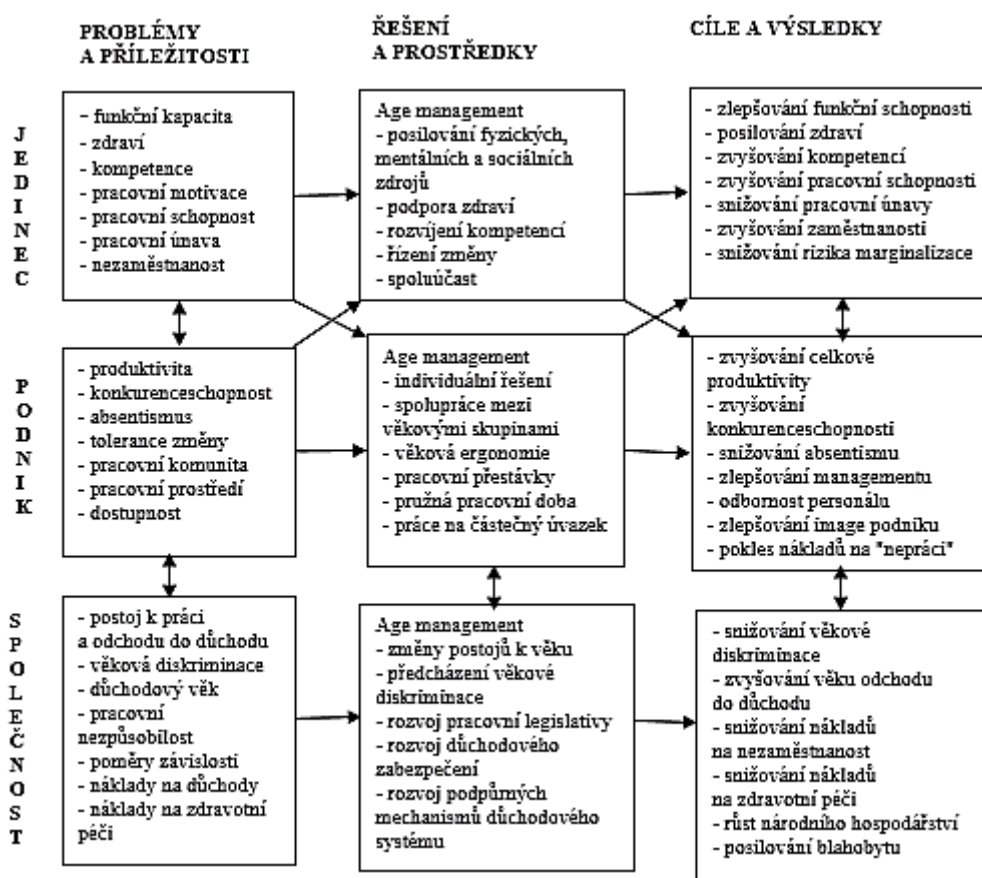 PROBLÉMY
A PŘÍLEŽITOSTI
ŘEŠENÍ
A PROSTŘEDKY
CÍLE A VÝSLEDKY
JEDINEC
- funkční kapacita
- zdraví
- kompetence
- pracovní motivace
- pracovní schopnost
- pracovní únava
- nezaměstnanost
Age management
- posilování fyzických,
mentálních a sociálních
zdrojů
- podpora zdraví
- rozvíjení kompetencí
- řízení změny
- spoluúčast
- zlepšování funkční schopnosti
- posilování zdraví
- zvyšování kompetencí
- zvyšování pracovní schopnosti
- snižování pracovní únavy
- zvyšování zaměstnanosti
- snižování rizika marginalizace
PODNIK
- produktivita
- konkurenceschopnost
- absentismus
- tolerance změny
- pracovní komunita
- pracovní prostředí
- dostupnost
Age management
- individuální řešení
- spolupráce mezi
věkovými skupinami
- věková ergonomie
- pracovní přestávky
- pružná pracovní doba
- práce na částečný úvazek
- zvyšování celkové
produktivity
- zvyšování
konkurenceschopnosti
- snižování absentismu
- zlepšování managementu
- odbornost personálu
- zlepšování image podniku
- pokles nákladů na "nepráci"
SPOLEČNOST
- postoj k práci
a odchodu do důchodu
- věková diskriminace
- důchodový věk
- pracovní
nezpůsobilost
- poměry závislosti
- náklady na důchody
- náklady na zdravotní
péči
Age management
- změny postojů k věku
- předcházení věkové
diskriminace
- rozvoj pracovní legislativy
- rozvoj důchodového
zabezpečení
- rozvoj podpůrných
mechanismů důchodového
systému
- snižování věkové
diskriminace
- zvyšování věku odchodu
do důchodu
- snižování nákladů
na nezaměstnanost
- snižování nákladů
na zdravotní péči
- růst národního hospodářství
- posilování blahobytu